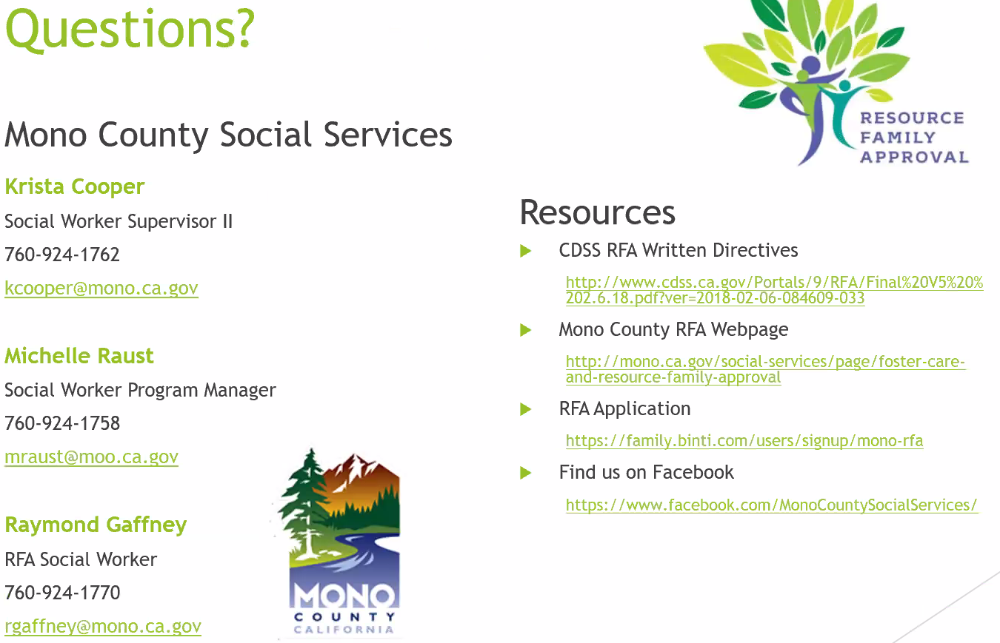 Questions?
Mono County Social Services
Krista Cooper
Social Worker Supervisor II
760-924-1762
kcooper@mono.ca.gov
Michelle Raust
Social Worker Program Manager
760-924-1758
mraust@moo.ca.gov
Raymond Gaffney
RFA Social Worker
760-924-1770
rgaffney@mono.ca.gov
MONO
COUNTY
CALIFORNIA
RESOURCE
FAMILY
APPROVAL
Resources
CDSS RFA Written Directives
http://www.cdss.ca.gov/Portals/9/RFA/Final%20V5%20%
202.6.18.pdf?ver=2018-02-06-084609-033
Mono County RFA Webpage
http://mono.ca.gov/social-services/page/foster-care-
and-resource-family-approval
RFA Application
https://family.binti.com/users/signup/mono-rfa
Find us on Facebook
https://www.facebook.com/MonoCountySocialServices/